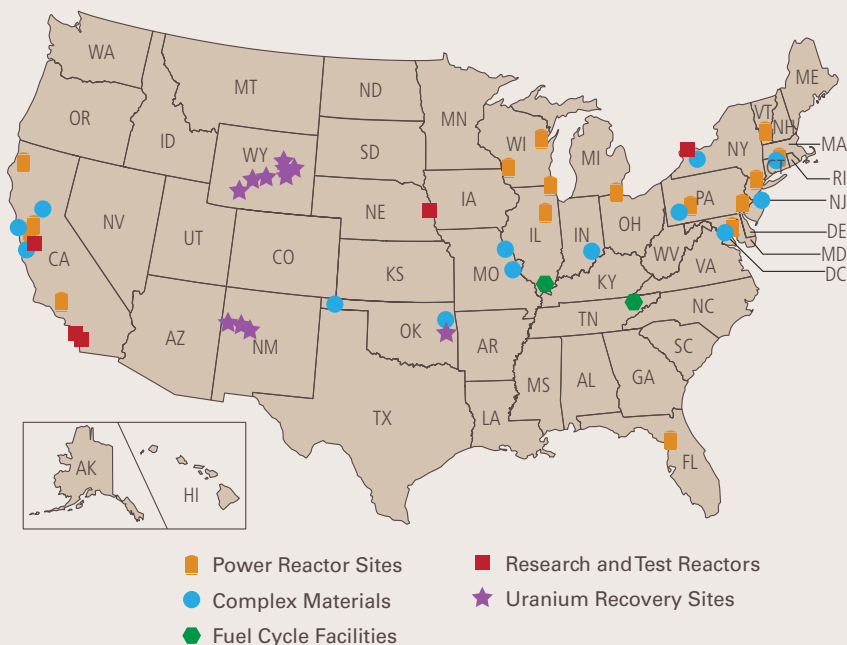 WA
MT
ND
MN
ME
OR
ID
WY
SD
WI
MI
VT
NH
NY
MA
RI
NV
UT
CO
NE
IA
IL
IN
OH
PA
NJ
DE
MD
DC
CA
KS
MO
KY
WV
VA
AZ
NM
OK
AR
TN
NC
SC
TX
LA
MS
AL
GA
FL
AK
HI
Power Reactor Sites
Complex Materials
Fuel Cycle Facilities
Research and Test Reactors
Uranium Recovery Sites